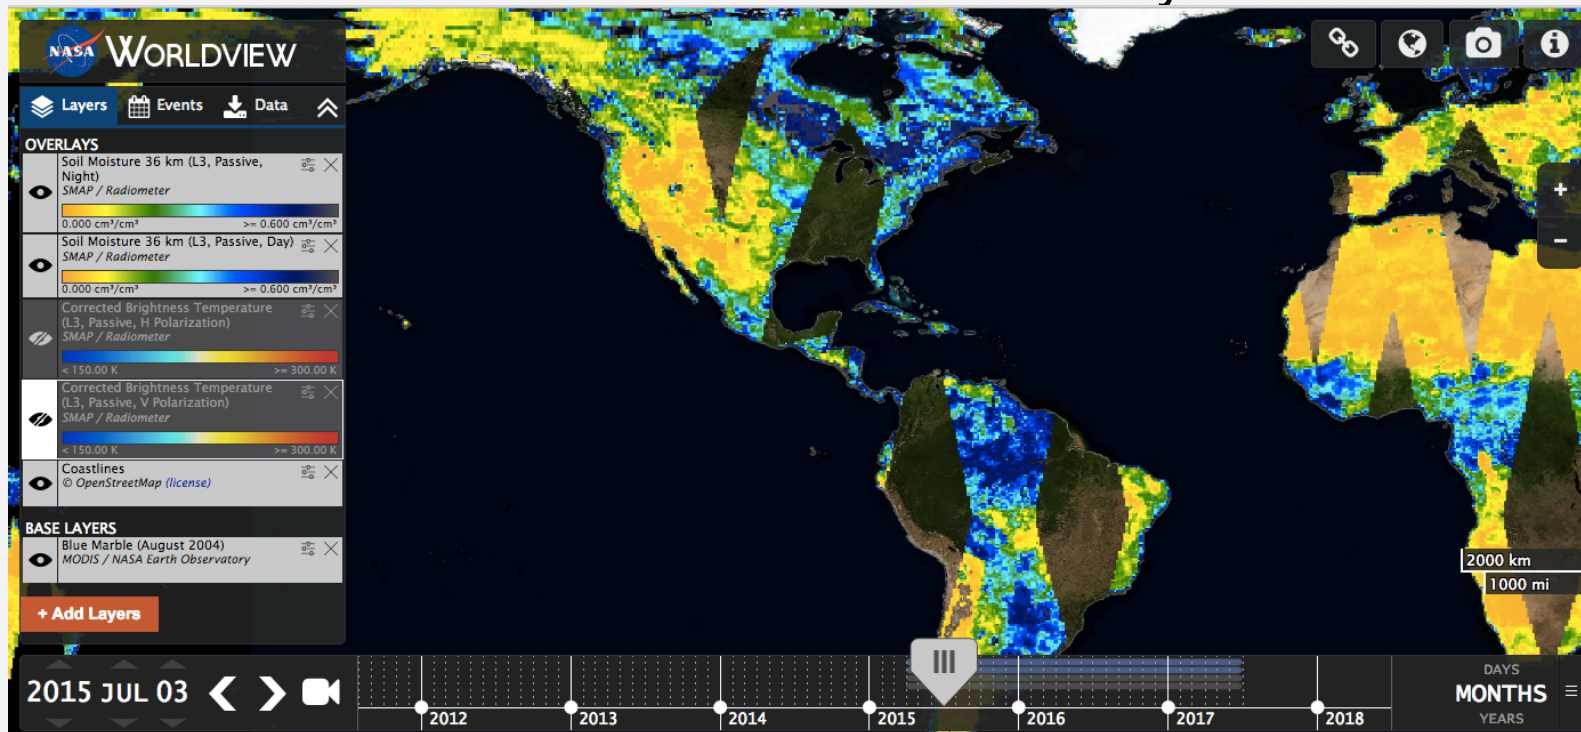 NASA WORLDVIEW
Layers Events Data
OVERLAYS
Soil Moisture 36 km (L3, Passive,
Night)
SMAP / Radiometer
0.000 cm³/cm³ >= 0.600 cm³/cm³
Soil Moisture 36 km (L3, Passive, Day)
SMAP / Radiometer
0.000 cm³/cm³ >= 0.600 cm³/cm³
Corrected Brightness Temperature
(L3, Passive, H Polarization)
SMAP / Radiometer
< 150.00 K >= 300.00 K
Corrected Brightness Temperature
(L3, Passive, V Polarization)
SMAP / Radiometer
< 150.00 K >= 300.00 K
Coastlines
© OpenStreetMap (license)
BASE LAYERS
Blue Marble (August 2004)
MODIS / NASA Earth Observatory
+ Add Layers
2000 km
1000 mi
2015 JUL 03
2012 2013 2014 2015 2016 2017 2018
DAYS
MONTHS
YEARS